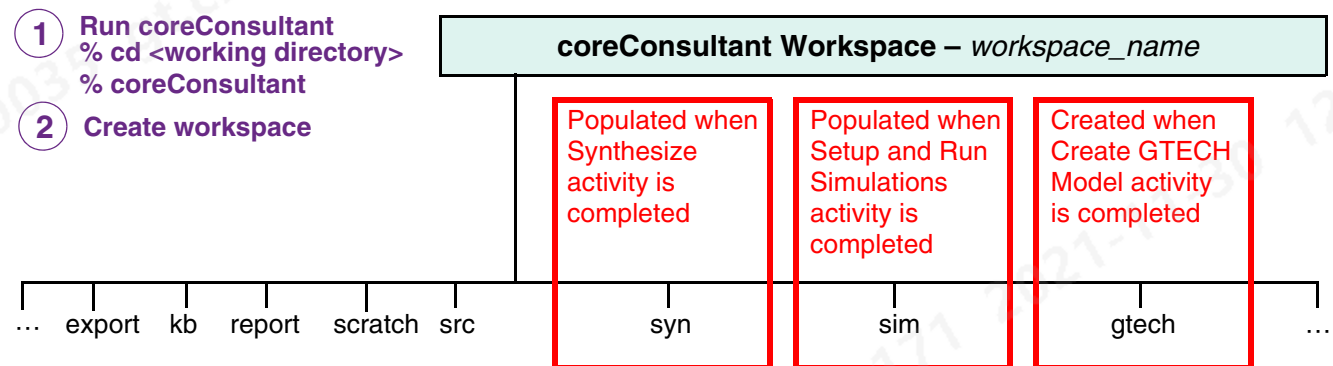 1 Run coreConsultant
% cd <working directory>
% coreConsultant
2 Create workspace
coreConsultant Workspace – workspace_name
Populated when
Synthesize
activity is
completed
Populated when
Setup and Run
Simulations
activity is
completed
Created when
Create GTECH
Model activity
is completed
... export kb report scratch src syn sim gtech ...